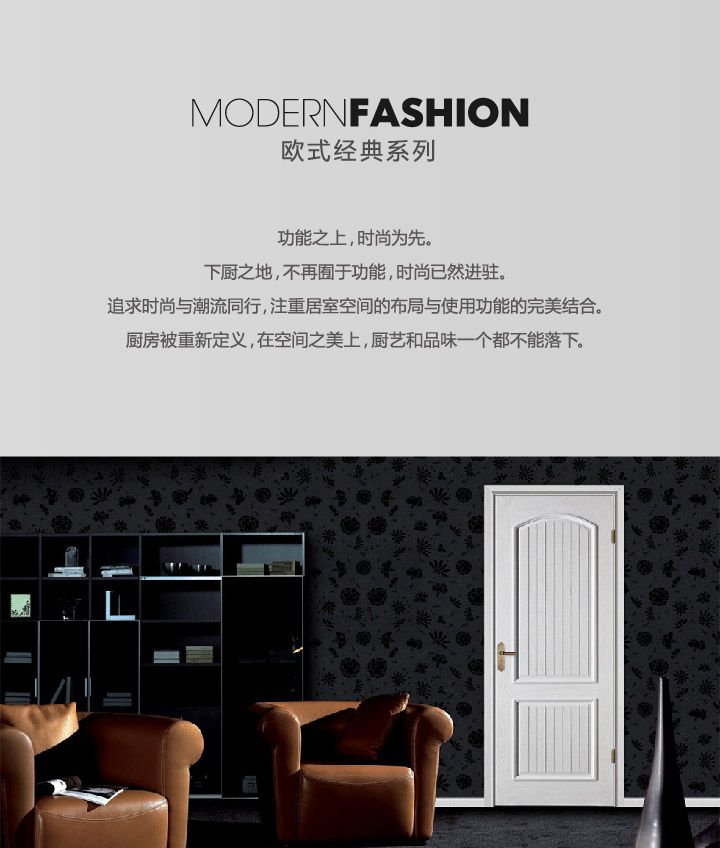 MODERNFASHION
欧式经典系列
功能之上,时尚为先。
下厨之地,不再囿于功能,时尚已然进驻。
追求时尚与潮流同行,注重居室空间的布局与使用功能的完美结合。
厨房被重新定义,在空间之美上,厨艺和品味一个都不能落下。